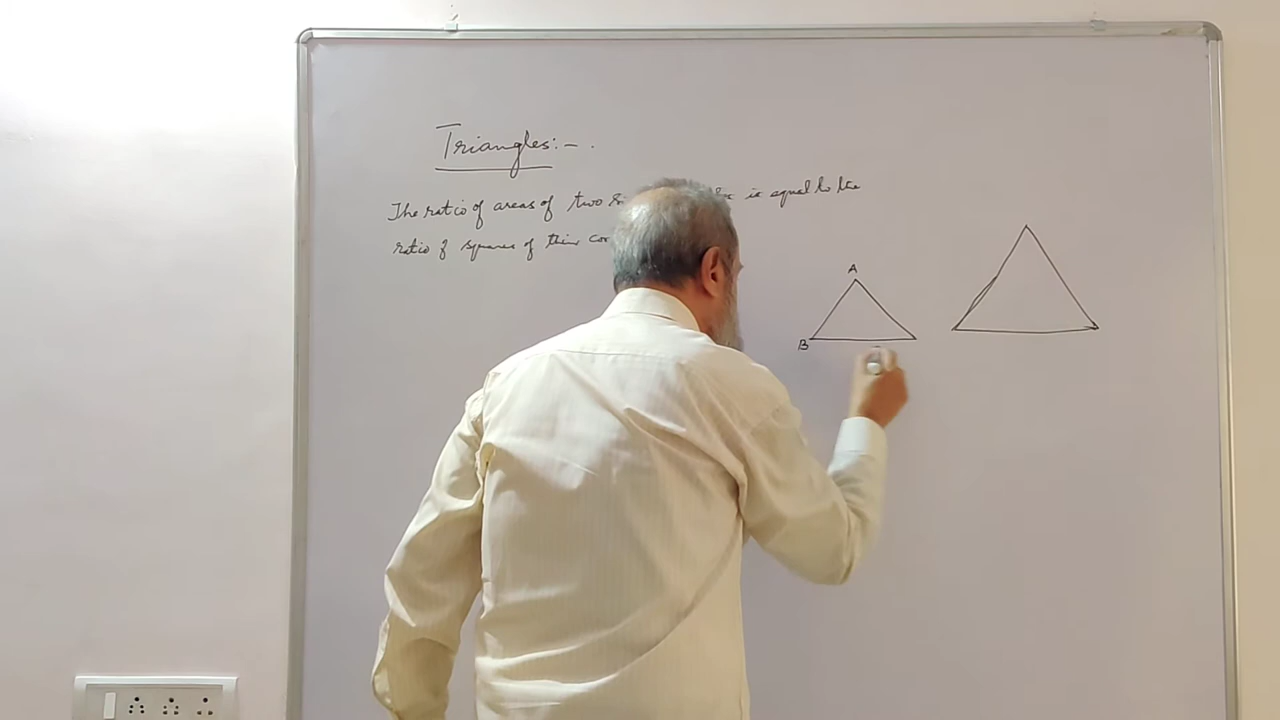 Triangles:- .
The ratio of areas of two is equal to the
ratio of squares of their
A
B